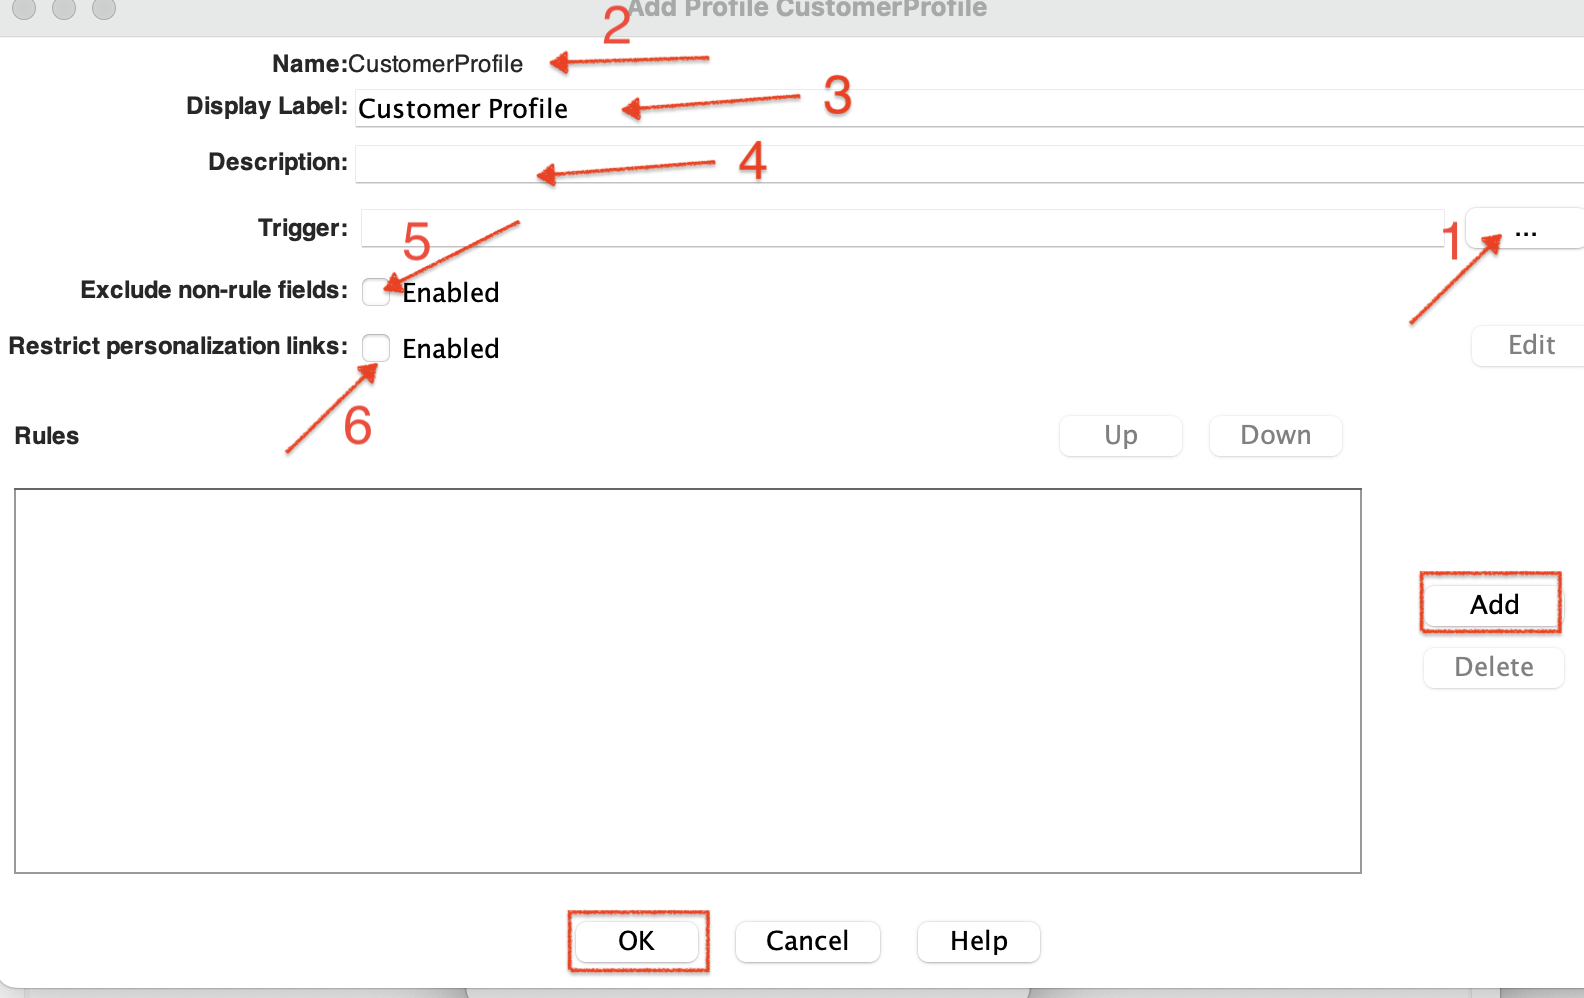 Add Profile CustomerProfile
2
Name:CustomerProfile
Display Label: Customer Profile 3
Description: 4
Trigger: 5 1 ...
Exclude non-rule fields: Enabled
Restrict personalization links: Enabled Edit
6
Rules Up Down
Add
Delete
OK Cancel Help